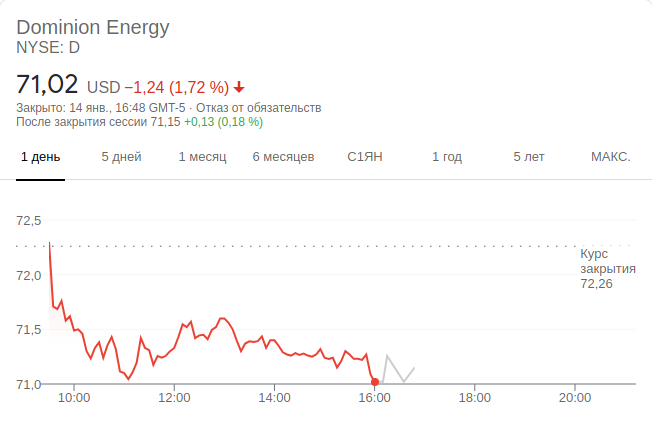 Dominion Energy
NYSE: D
71,02 USD −1,24 (1,72 %)
Закрыто: 14 янв., 16:48 GMT-5 · Отказ от обязательств
После закрытия сессии 71,15 +0,13 (0,18 %)
1 день 5 дней 1 месяц 6 месяцев С1ЯН 1 год 5 лет МАКС.
72,5
Курс
закрытия
72,26
72,0
71,5
71,0
10:00 12:00 14:00 16:00 18:00 20:00